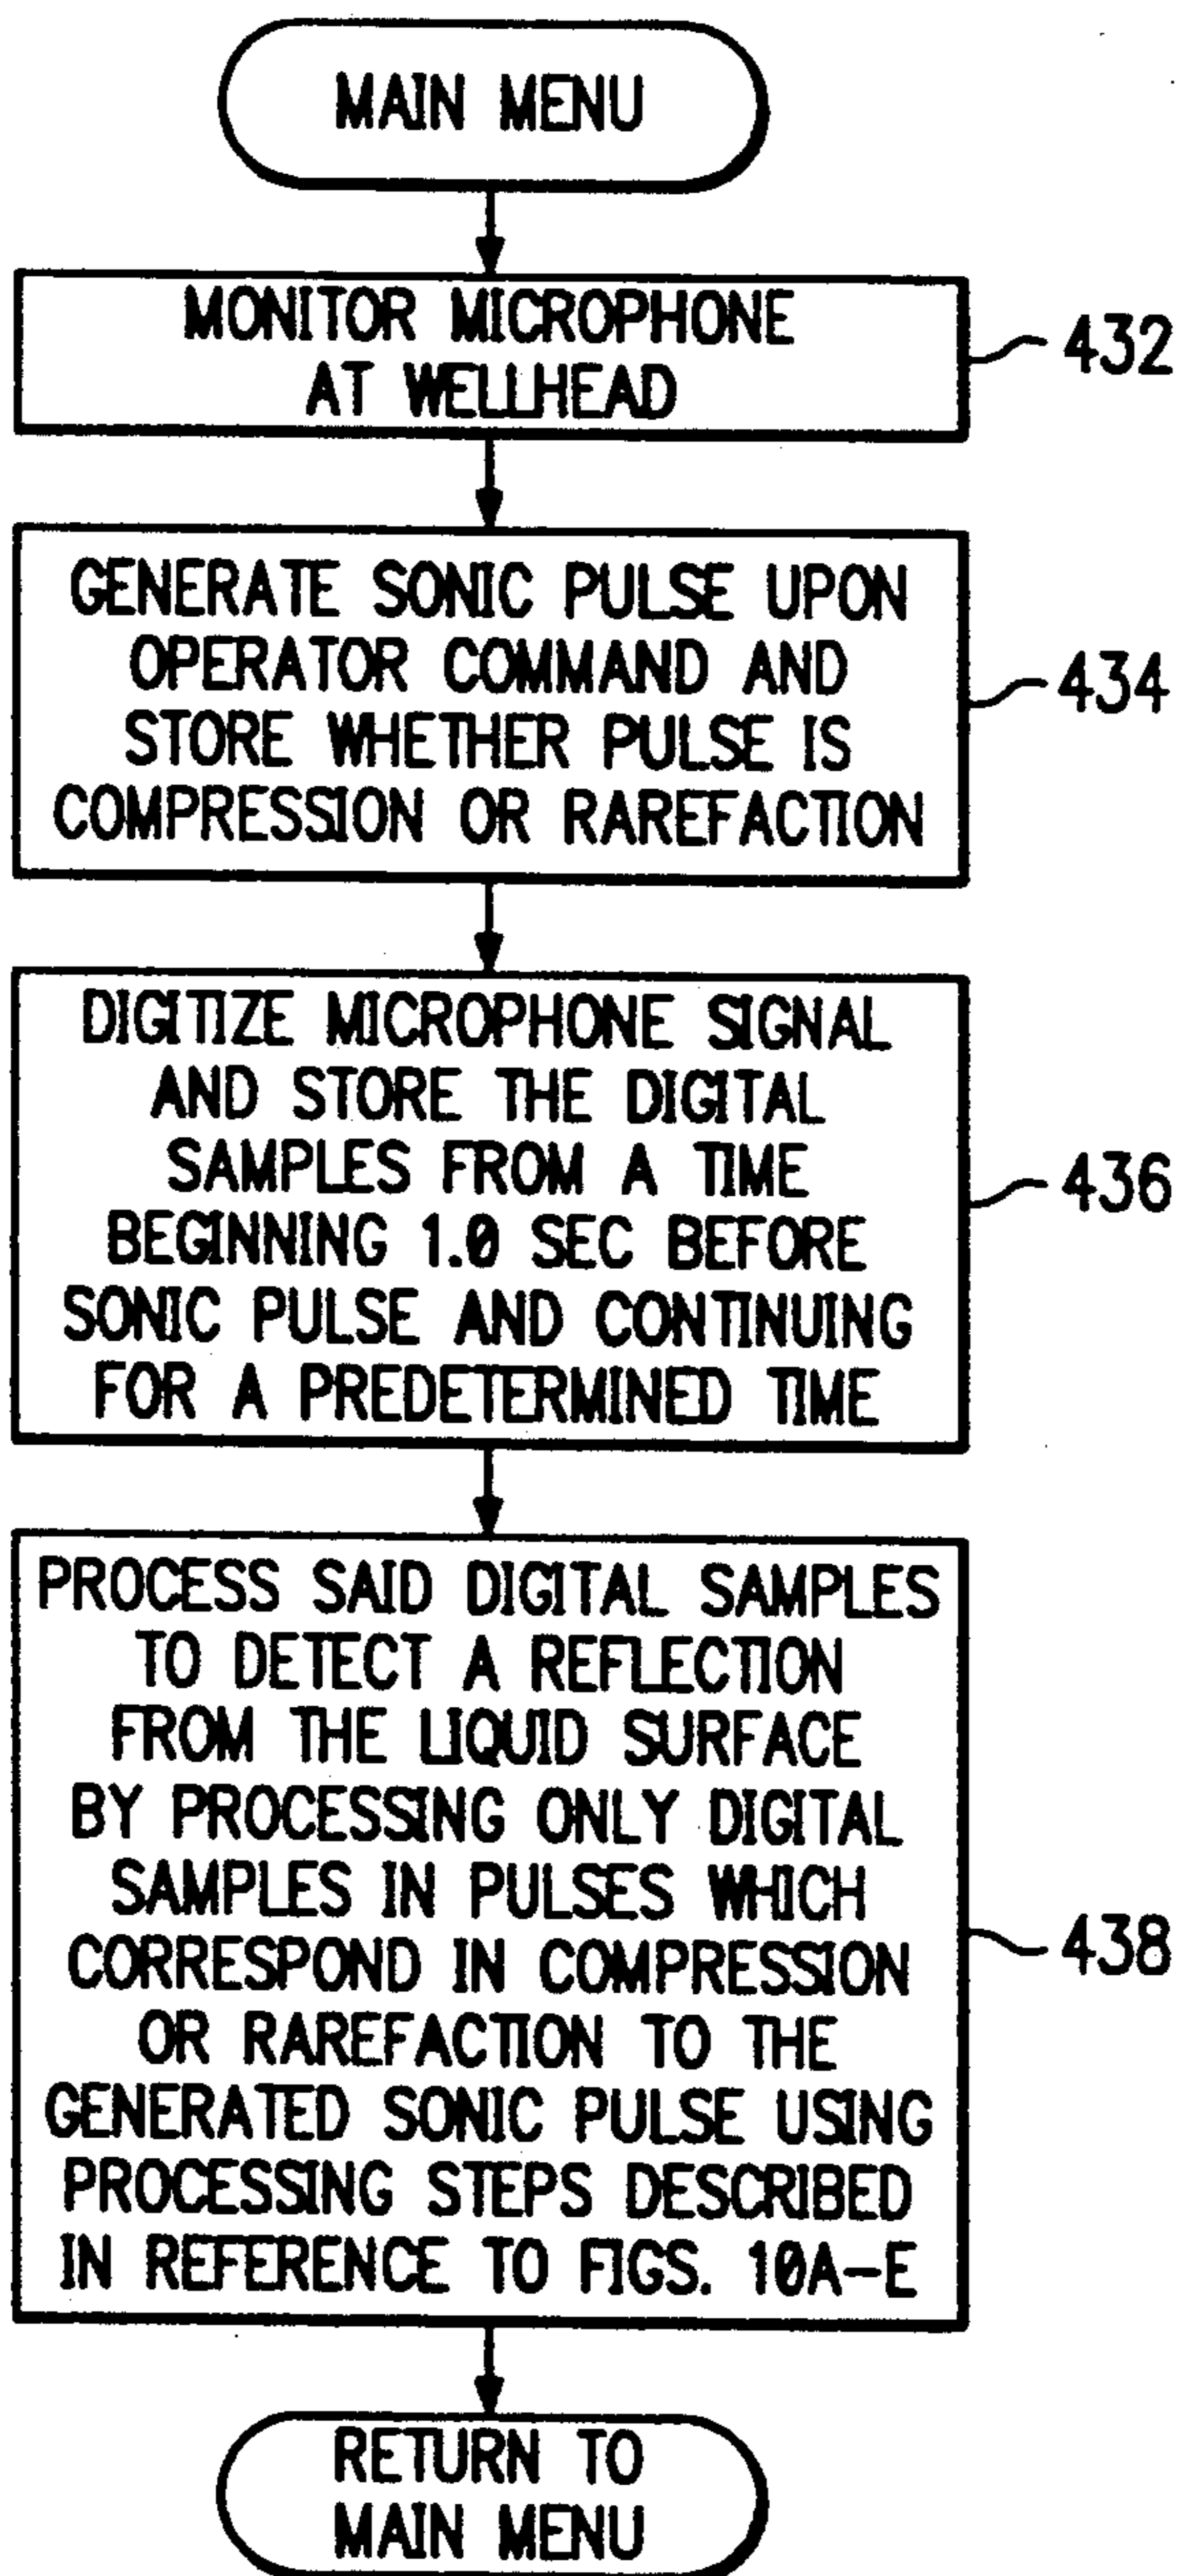 MAIN MENU
MONITOR MICROPHONE
AT WELLHEAD
432
GENERATE SONIC PULSE UPON
OPERATOR COMMAND AND
STORE WHETHER PULSE IS
COMPRESSION OR RAREFACTION
434
DIGITIZE MICROPHONE SIGNAL
AND STORE THE DIGITAL
SAMPLES FROM A TIME
BEGINNING 1.0 SEC BEFORE
SONIC PULSE AND CONTINUING
FOR A PREDETERMINED TIME
436
PROCESS SAID DIGITAL SAMPLES
TO DETECT A REFLECTION
FROM THE LIQUID SURFACE
BY PROCESSING ONLY DIGITAL
SAMPLES IN PULSES WHICH
CORRESPOND IN COMPRESSION
OR RAREFACTION TO THE
GENERATED SONIC PULSE USING
PROCESSING STEPS DESCRIBED
IN REFERENCE TO FIGS. 10A-E
438
RETURN TO
MAIN MENU